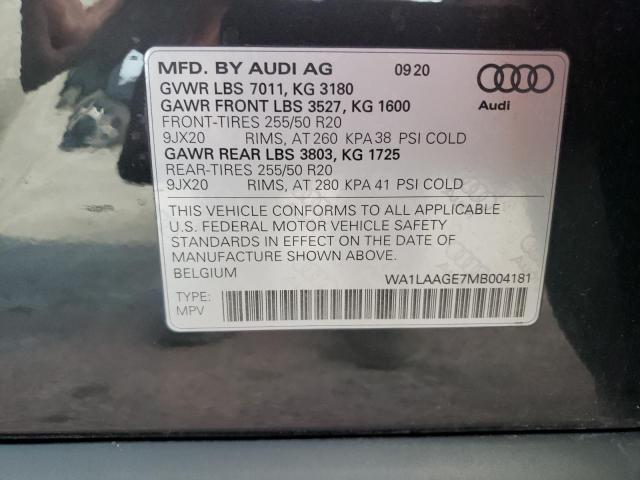 MFD. BY AUDI AG 09 20
GVWR LBS 7011, KG 3180
GAWR FRONT LBS 3527, KG 1600
FRONT-TIRES 255/50 R20
9JX20 RIMS, AT 260 KPA 38 PSI COLD
GAWR REAR LBS 3803, KG 1725
REAR-TIRES 255/50 R20
9JX20 RIMS, AT 280 KPA 41 PSI COLD
Audi
THIS VEHICLE CONFORMS TO ALL APPLICABLE
U.S. FEDERAL MOTOR VEHICLE SAFETY
STANDARDS IN EFFECT ON THE DATE OF
MANUFACTURE SHOWN ABOVE.
BELGIUM WA1LAAGE7MB004181
TYPE:
MPV